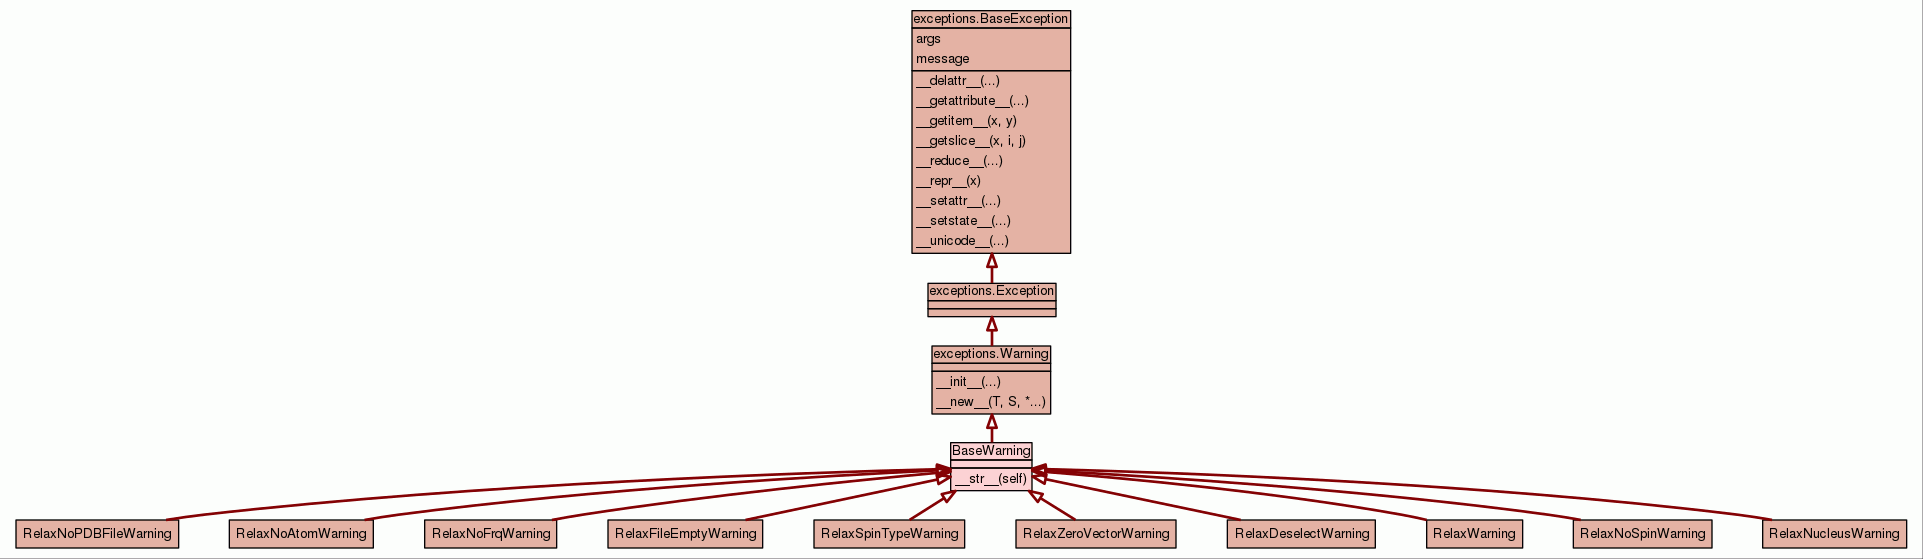 exceptions.BaseException
args
message
__delattr__(...)
__getattribute__(...)
__getitem__(x, y)
__getslice__(x, i, j)
__reduce__(...)
__repr__(x)
__setattr__(...)
__setstate__(...)
__unicode__(...)
exceptions.Exception
exceptions.Warning
__init__(...)
__new__(T, S, *...)
BaseWarning
__str__(self)
RelaxNoPDBFileWarning
RelaxNoAtomWarning
RelaxNoFrqWarning
RelaxFileEmptyWarning
RelaxSpinTypeWarning
RelaxZeroVectorWarning
RelaxDeselectWarning
RelaxWarning
RelaxNoSpinWarning
RelaxNucleusWarning